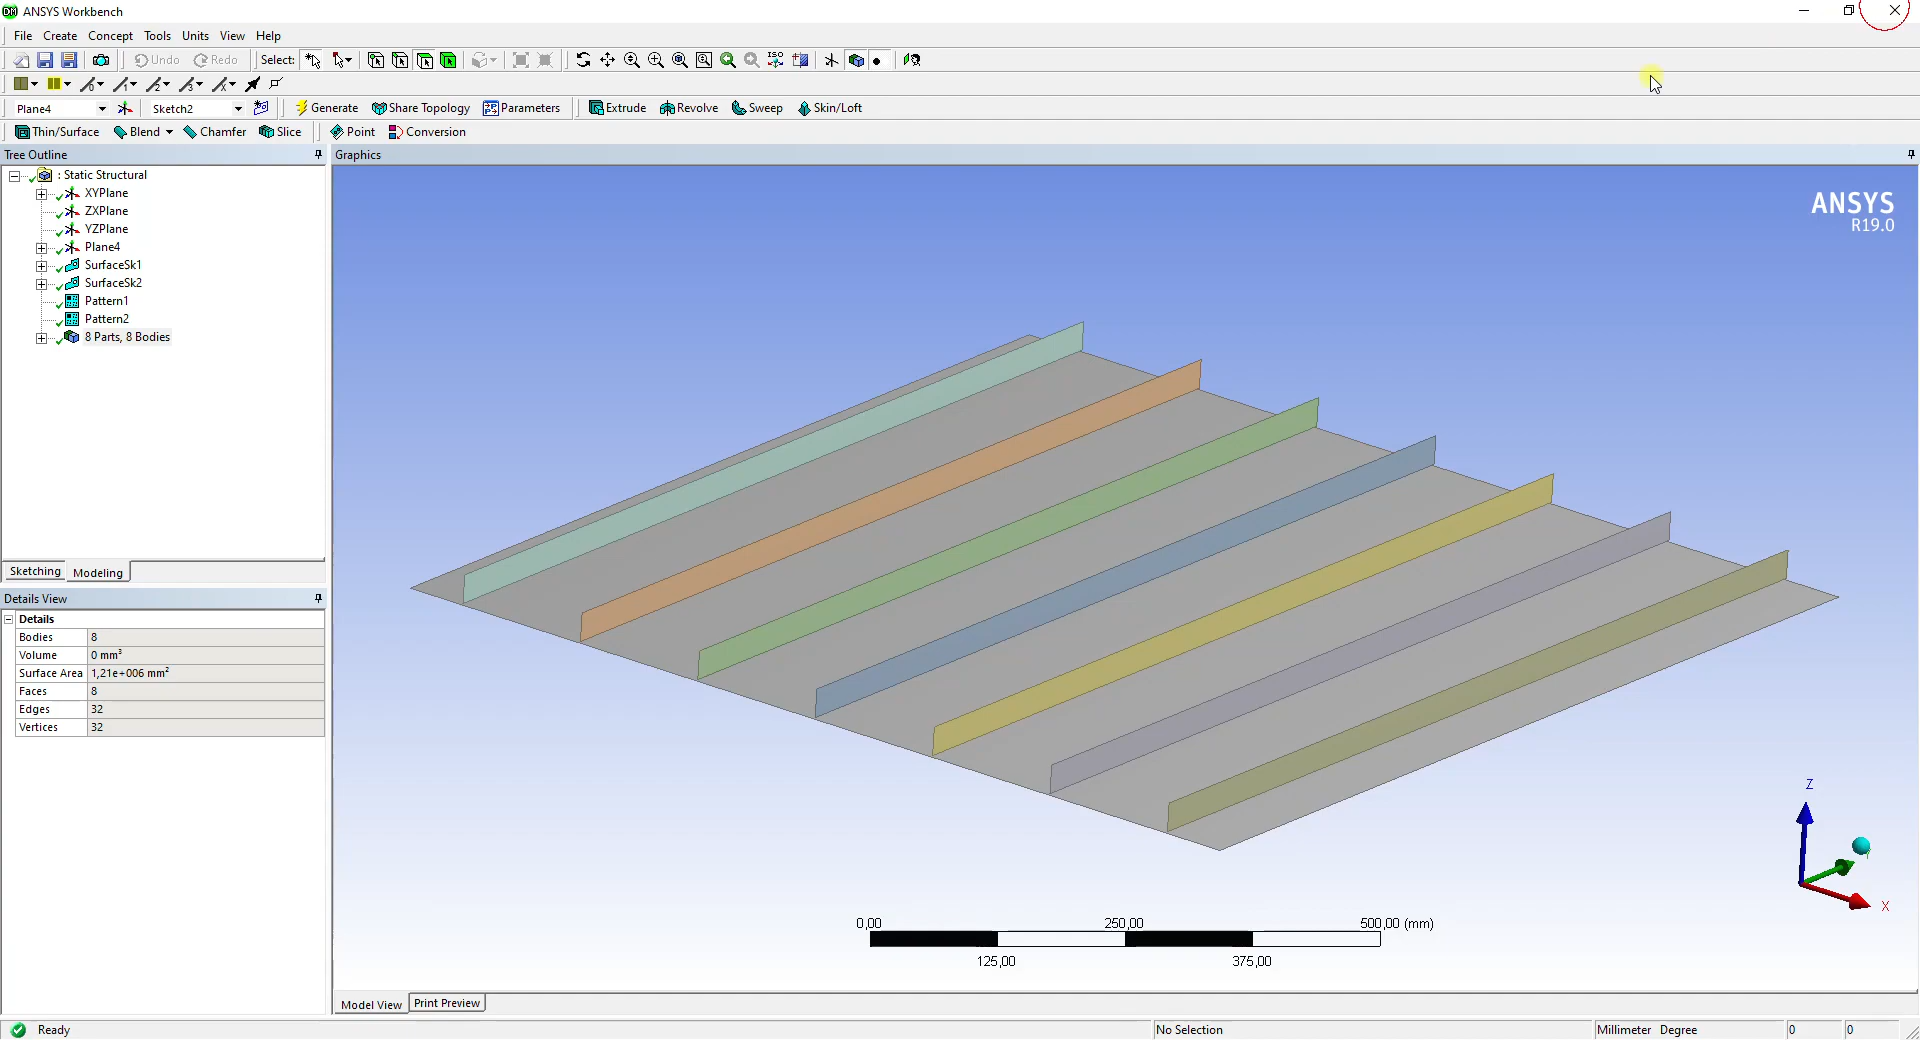 DM ANSYS Workbench
File Create Concept Tools Units View Help
Undo Redo Select: ISO
Plane4 Sketch2 Generate Share Topology Parameters Extrude Revolve Sweep Skin/Loft
Thin/Surface Blend Chamfer Slice Point Conversion
Tree Outline
: Static Structural
XYPlane
ZXPlane
YZPlane
Plane4
SurfaceSk1
SurfaceSk2
Pattern1
Pattern2
8 Parts, 8 Bodies
Sketching Modeling
Details View
Details
Bodies 8
Volume 0 mm³
Surface Area 1,21e+006 mm²
Faces 8
Edges 32
Vertices 32
Graphics
ANSYS
R19.0
Z
X
0,00 250,00 500,00 (mm)
125,00 375,00
Model View Print Preview
Ready No Selection Millimeter Degree 0 0